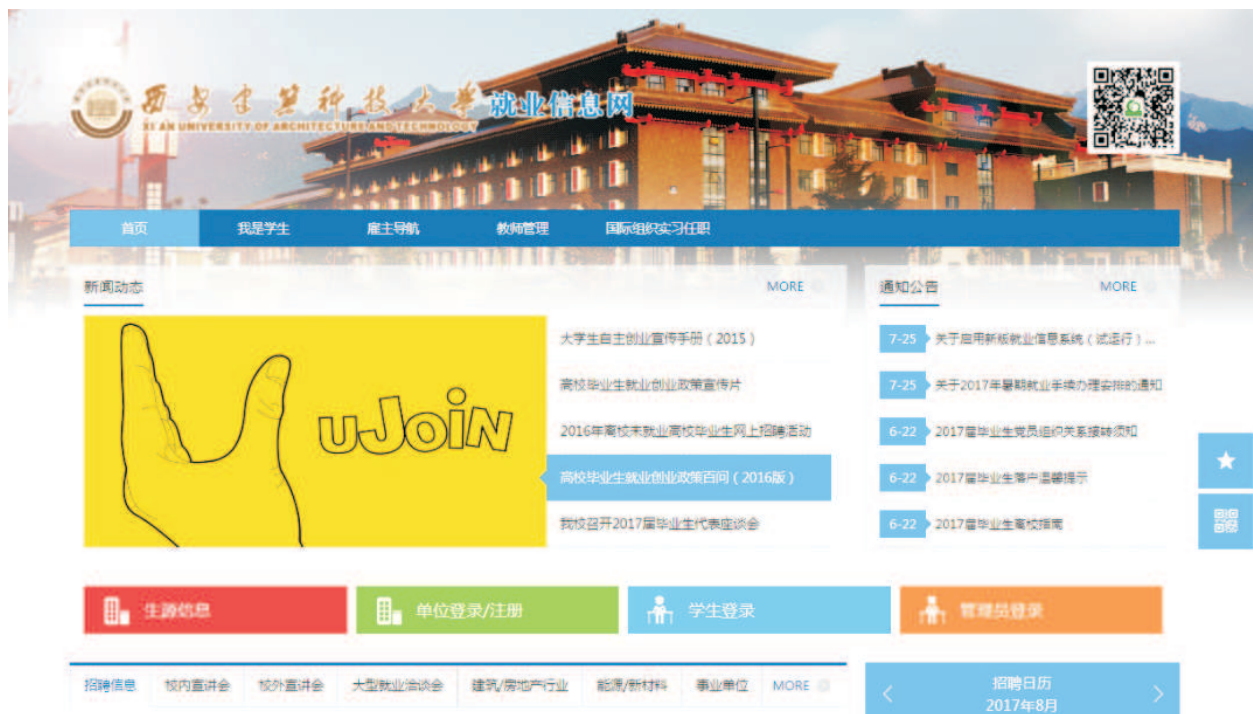 西安建筑科技大学 就业信息网
XI AN UNIVERSITY OF ARCHITECTURE AND TECHNOLOGY
首页 我是学生 雇主导航 教师管理 国际组织实习任职
新闻动态 MORE
通知公告 MORE
uJoiN
大学生自主创业宣传手册（2015）
高校毕业生就业创业政策宣传片
2016年离校未就业高校毕业生网上招聘活动
高校毕业生就业创业政策百问（2016版）
我校召开2017届毕业生代表座谈会
7-25 关于启用新版就业信息系统（试运行）...
7-25 关于2017年暑期就业手续办理安排的通知
6-22 2017届毕业生党员组织关系接转须知
6-22 2017届毕业生落户温馨提示
6-22 2017届毕业生离校指南
生源信息 单位登录/注册 学生登录 管理员登录
招聘信息 校内宣讲会 校外宣讲会 大型就业洽谈会 建筑/房地产行业 能源/新材料 事业单位 MORE
招聘日历
2017年8月